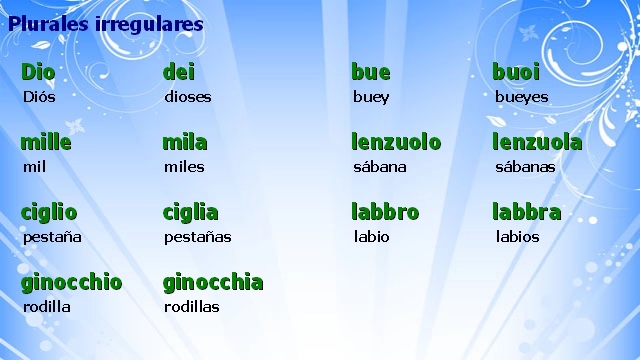 Plurales irregulares
Dio dei bue buoi
Diós dioses buey bueyes
mille mila lenzuolo lenzuola
mil miles sábana sábanas
ciglio ciglia labbro labbra
pestaña pestañas labio labios
ginocchio ginocchia
rodilla rodillas